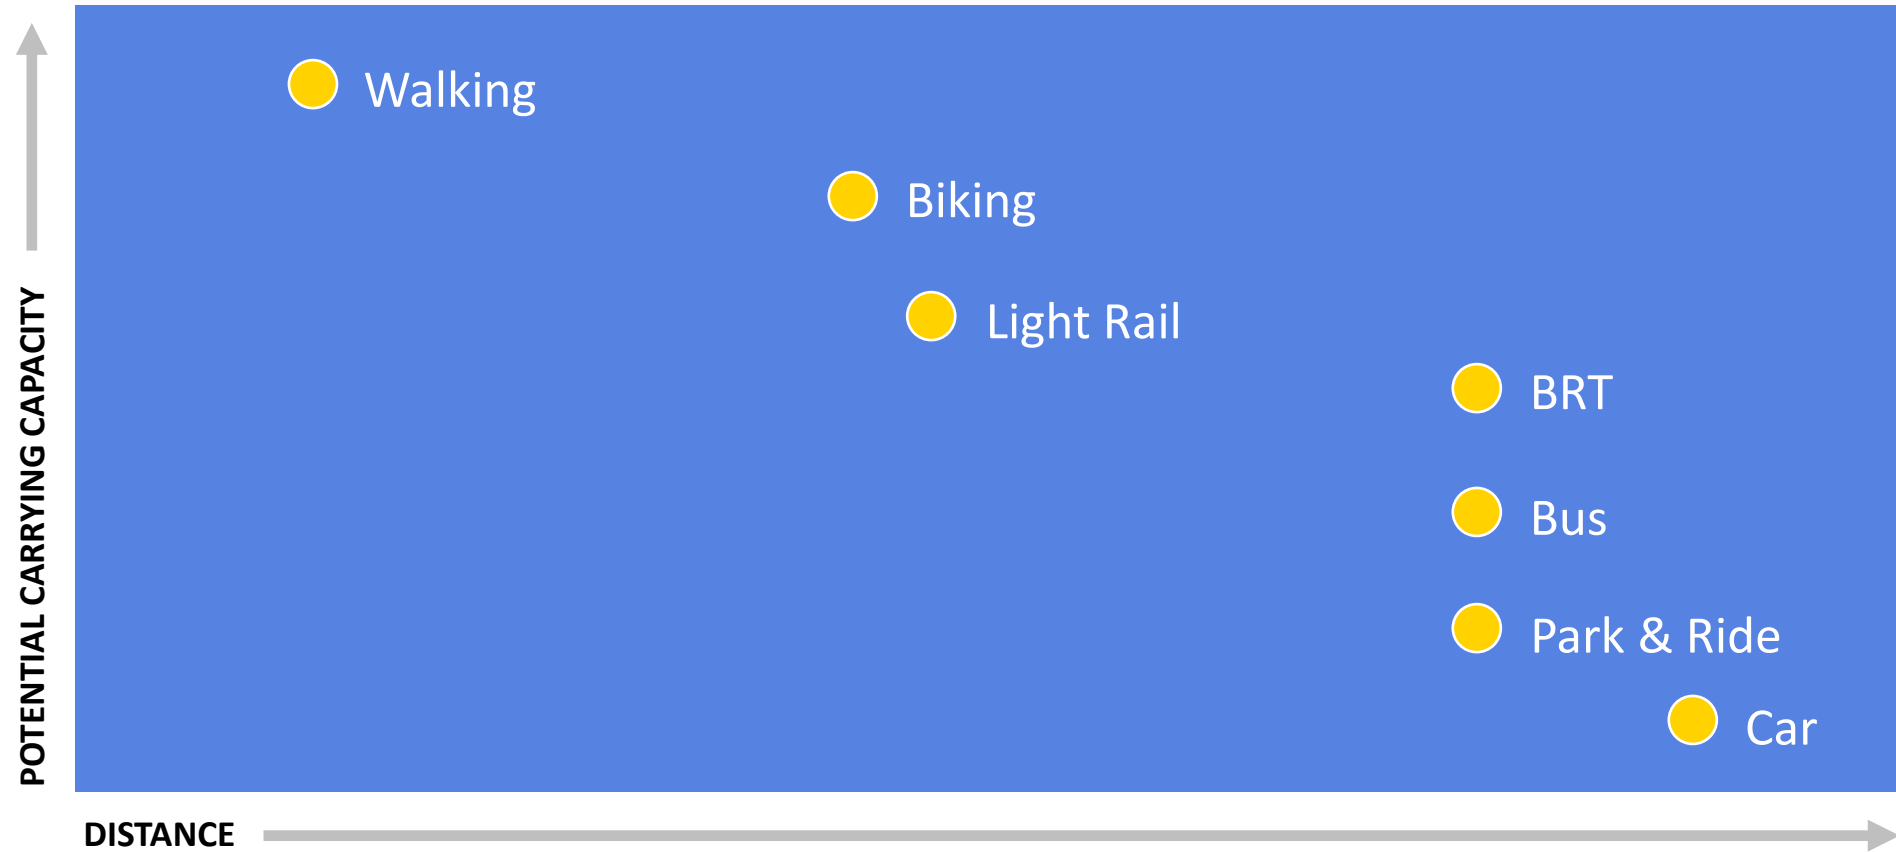 Walking
Biking
Light Rail
BRT
Bus
Park & Ride
Car
POTENTIAL CARRYING CAPACITY
DISTANCE